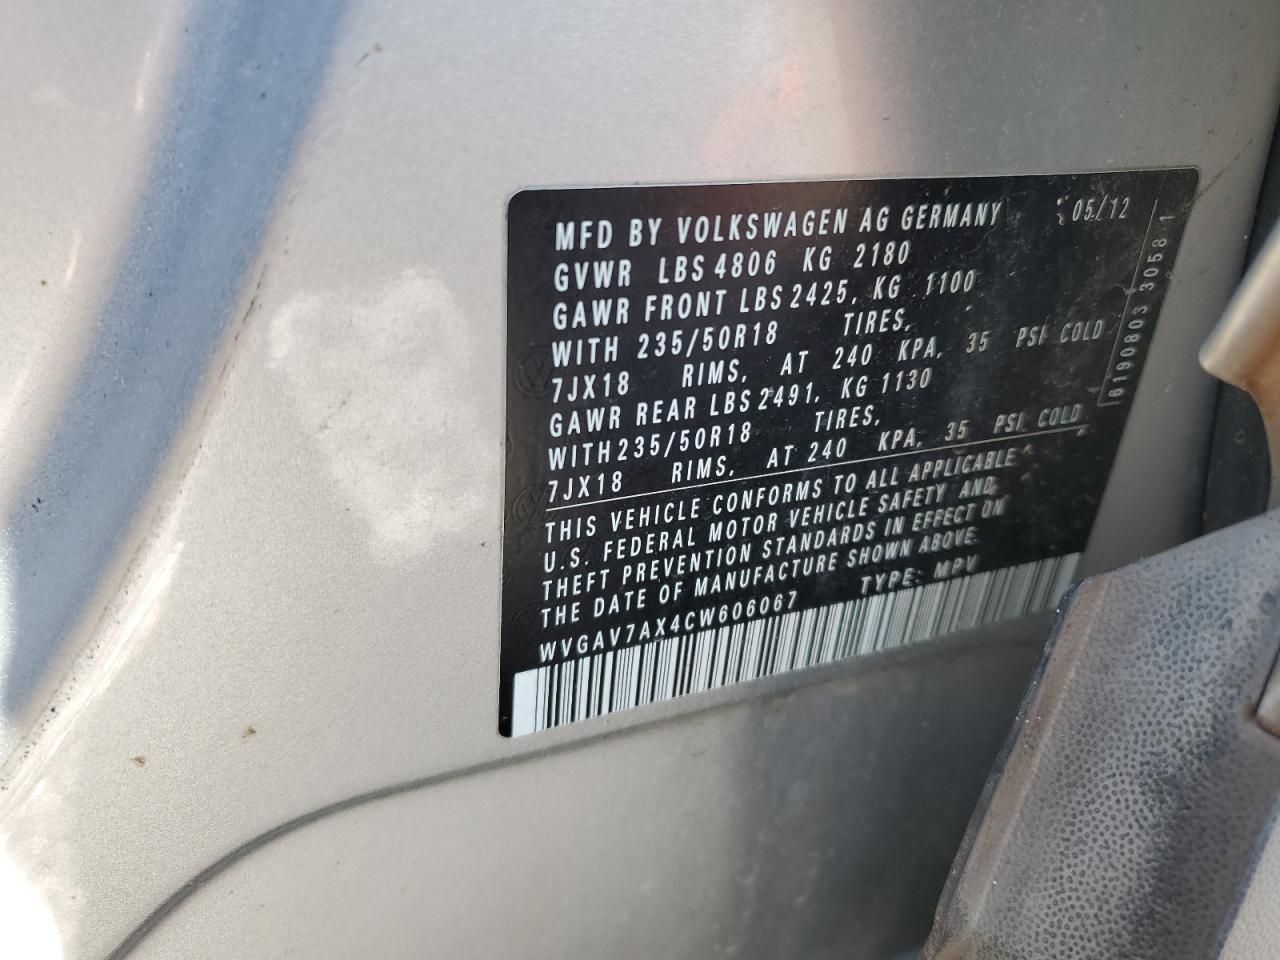 MFD BY VOLKSWAGEN AG GERMANY 05/12
GVWR LBS 4806 KG 2180
GAWR FRONT LBS 2425, KG 1100
WITH 235/50R18 TIRES,
7JX18 RIMS, AT 240 KPA, 35 PSI COLD
GAWR REAR LBS 2491, KG 1130
WITH 235/50R18 TIRES,
7JX18 RIMS, AT 240 KPA, 35 PSI COLD
THIS VEHICLE CONFORMS TO ALL APPLICABLE
U.S. FEDERAL MOTOR VEHICLE SAFETY AND
THEFT PREVENTION STANDARDS IN EFFECT ON
THE DATE OF MANUFACTURE SHOWN ABOVE.
WVGAV7AX4CW606067 TYPE: MPV
6190803 3058 1